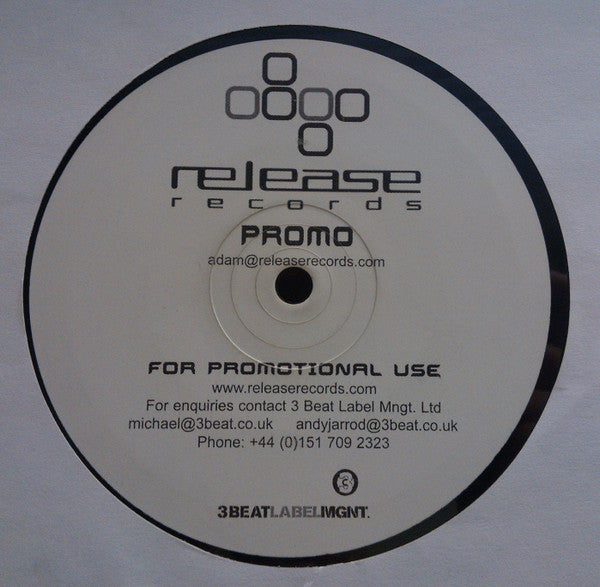 release
records
PROMO
adam@releaserecords.com
FOR PROMOTIONAL USE
www.releaserecords.com
For enquiries contact 3 Beat Label Mngt. Ltd
michael@3beat.co.uk andyjarrod@3beat.co.uk
Phone: +44 (0)151 709 2323
3BEATLABELMGNT.